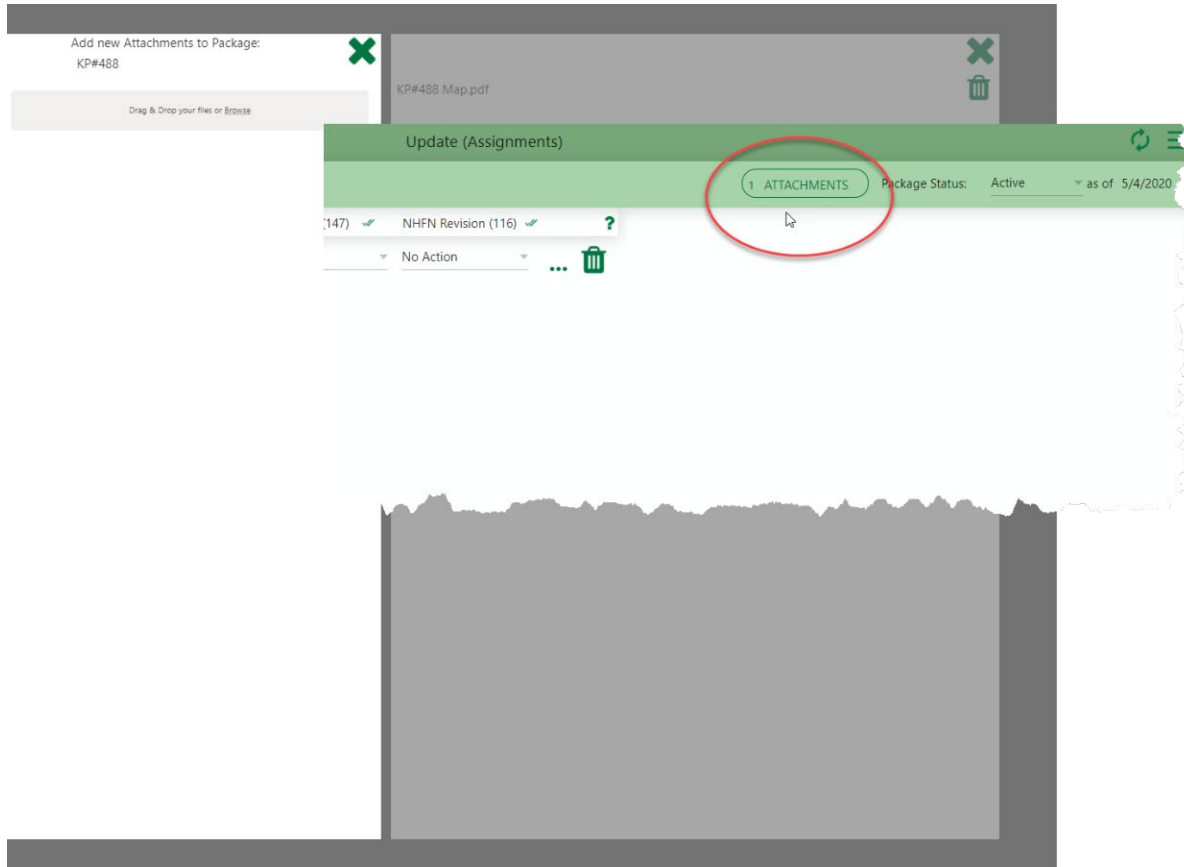 Add new Attachments to Package:
KP#488
Drag & Drop your files or Browse
KP#488 Map.pdf
Update (Assignments)
1 ATTACHMENTS Package Status: Active as of 5/4/2020
(147) NHFN Revision (116) ?
No Action ...